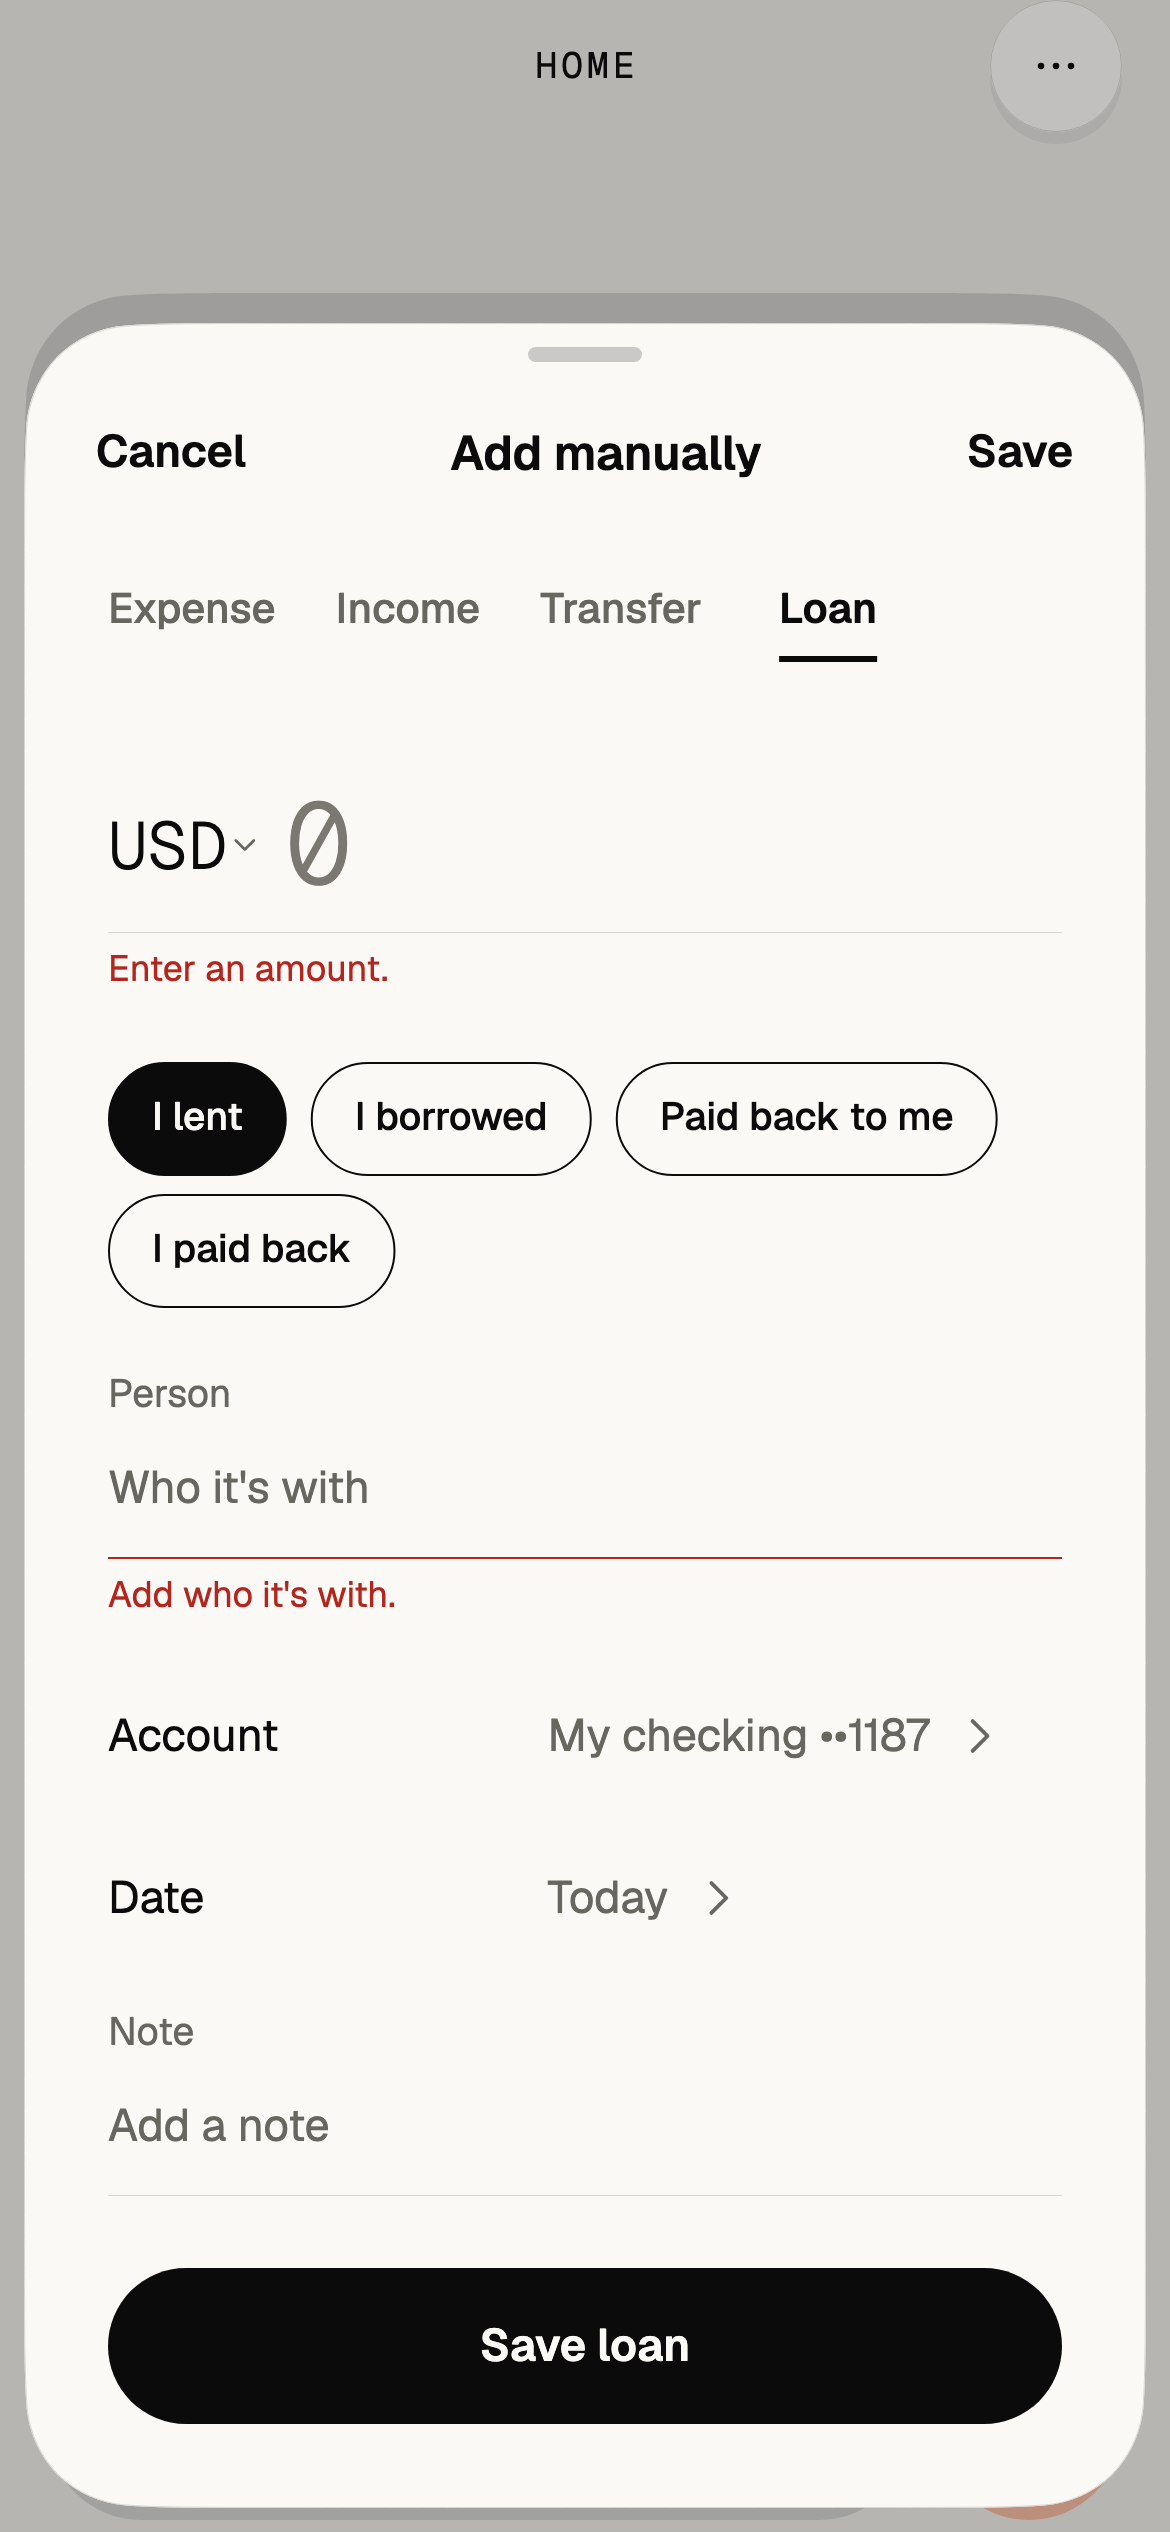 HOME
Cancel Add manually Save
Expense Income Transfer Loan
USD 0
Enter an amount.
I lent I borrowed Paid back to me
I paid back
Person
Who it's with
Add who it's with.
Account My checking ••1187
Date Today
Note
Add a note
Save loan